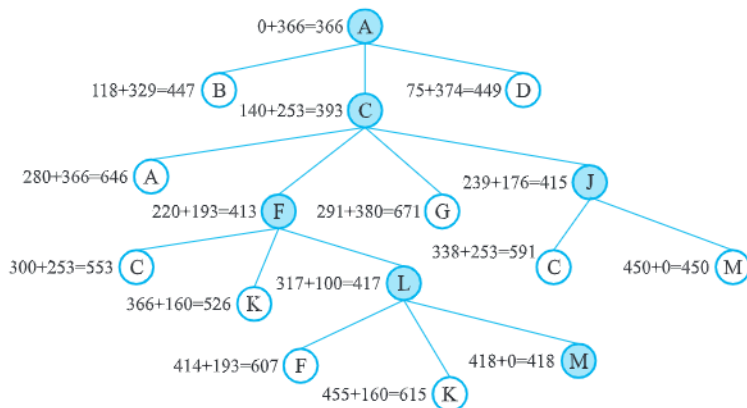 0+366=366 A
118+329=447 B
140+253=393 C
75+374=449 D
280+366=646 A
220+193=413 F
291+380=671 G
239+176=415 J
300+253=553 C
366+160=526 K
317+100=417 L
338+253=591 C
450+0=450 M
414+193=607 F
455+160=615 K
418+0=418 M